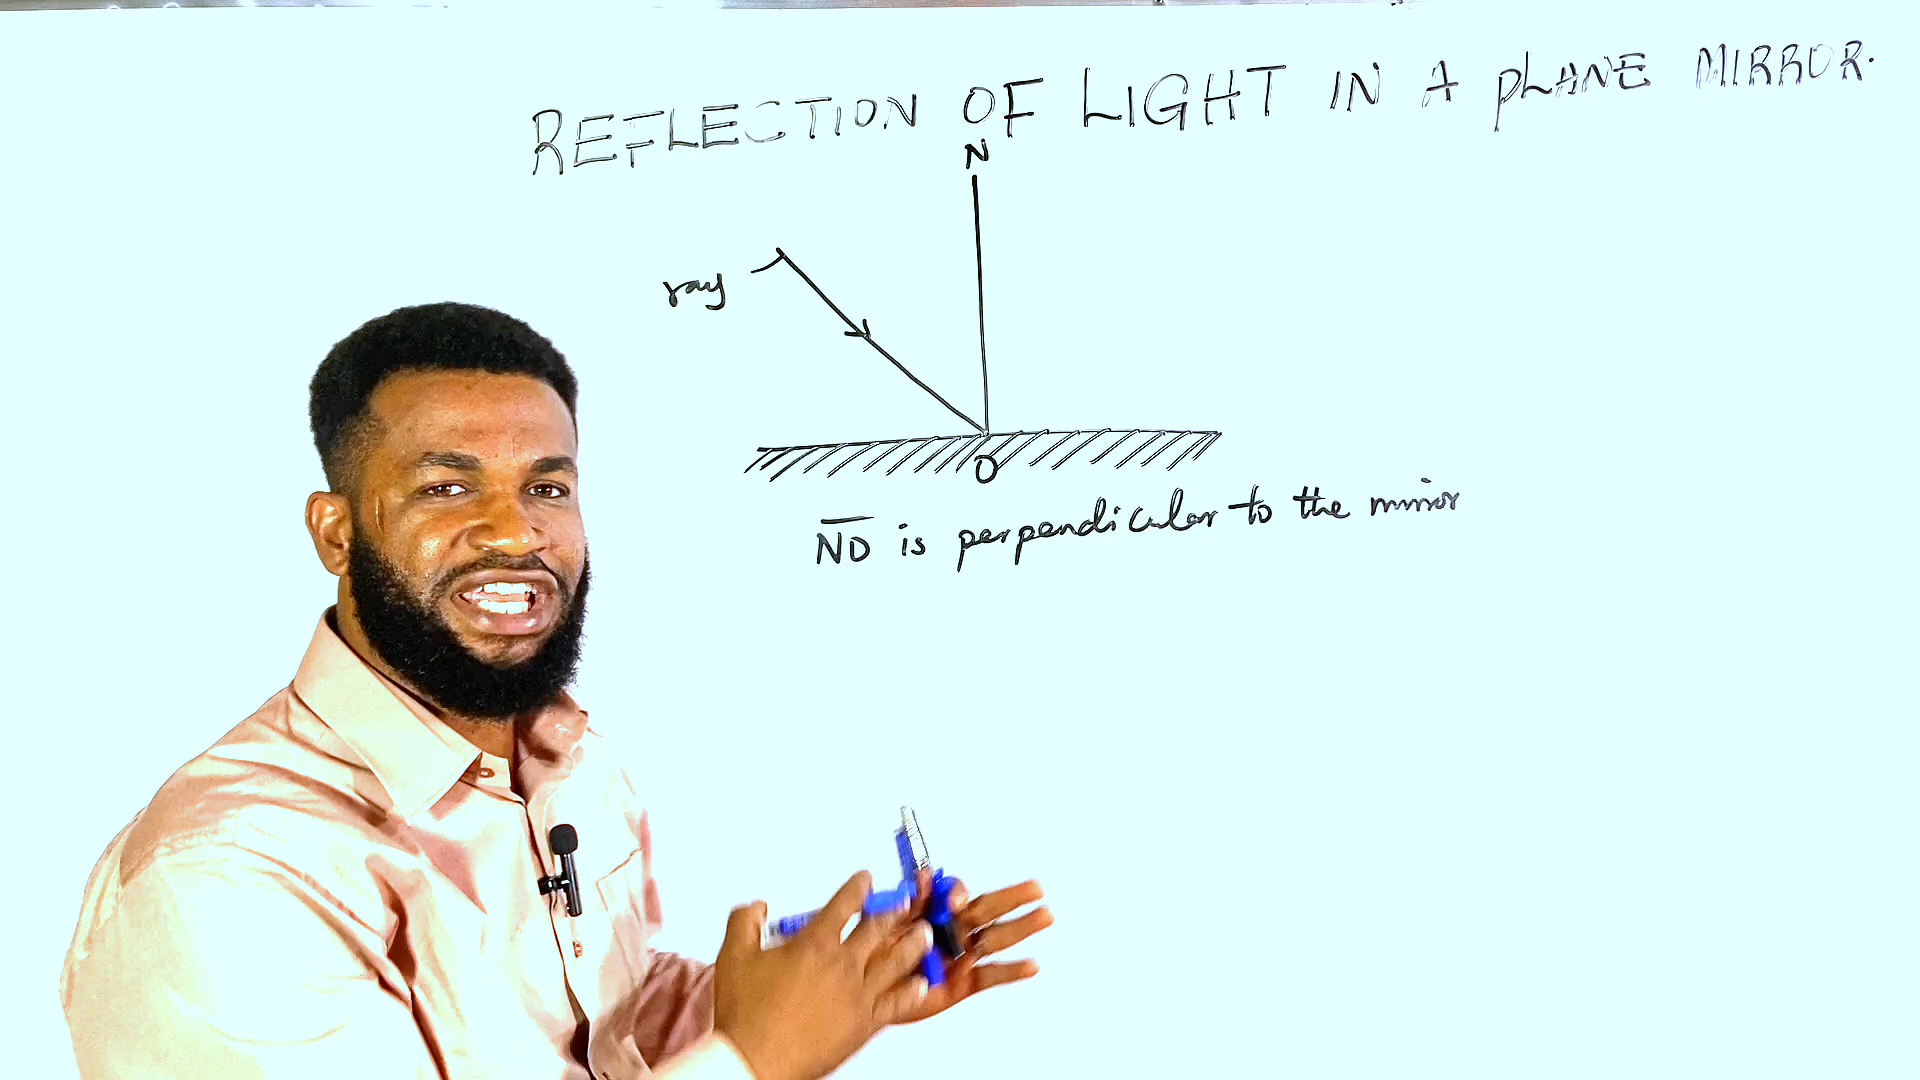 REFLECTION OF LIGHT IN A PLANE MIRROR.
N
ray
O
NO is perpendicular to the mirror